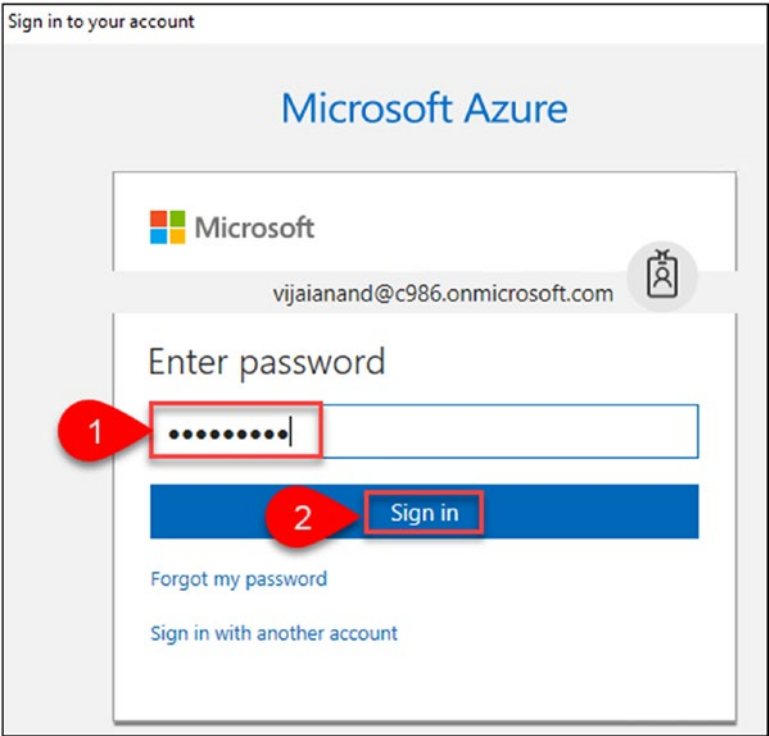 Sign in to your account
Microsoft Azure
Microsoft
vijaianand@c986.onmicrosoft.com
Enter password
1
•••••••••
2
Sign in
Forgot my password
Sign in with another account